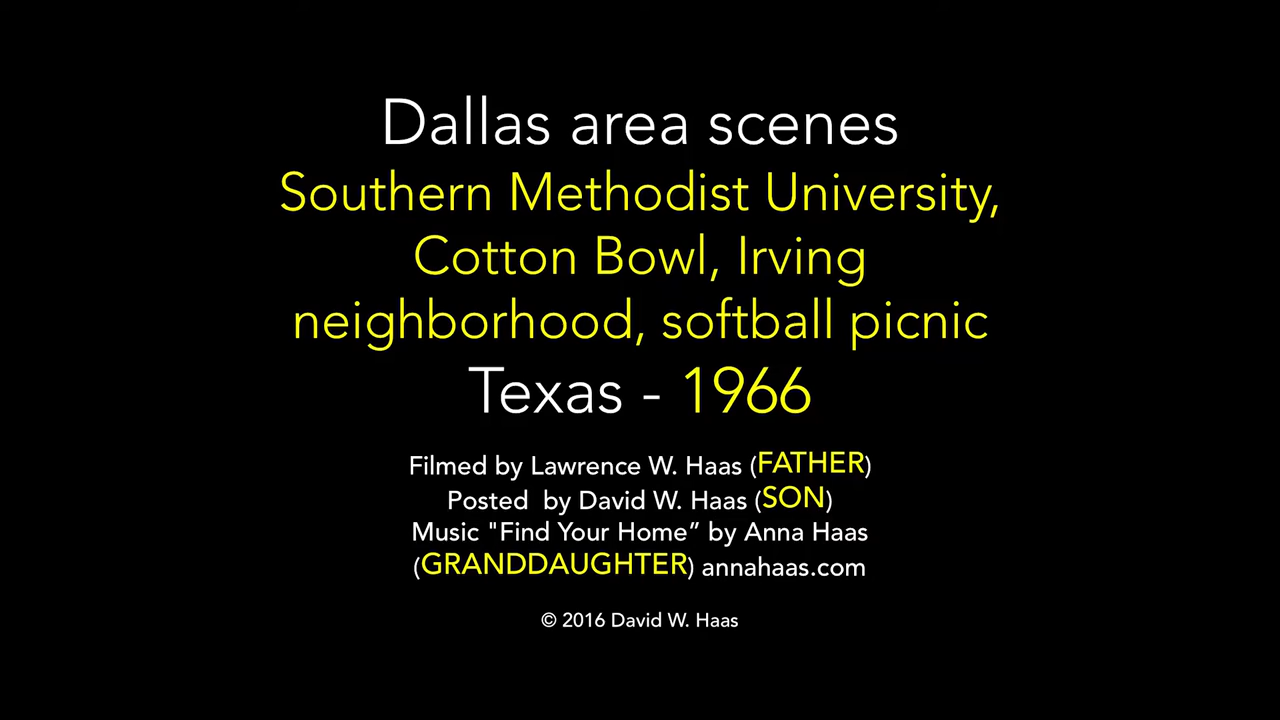 Dallas area scenes
Southern Methodist University,
Cotton Bowl, Irving
neighborhood, softball picnic
Texas - 1966
Filmed by Lawrence W. Haas (FATHER)
Posted  by David W. Haas (SON)
Music "Find Your Home” by Anna Haas
(GRANDDAUGHTER) annahaas.com
© 2016 David W. Haas